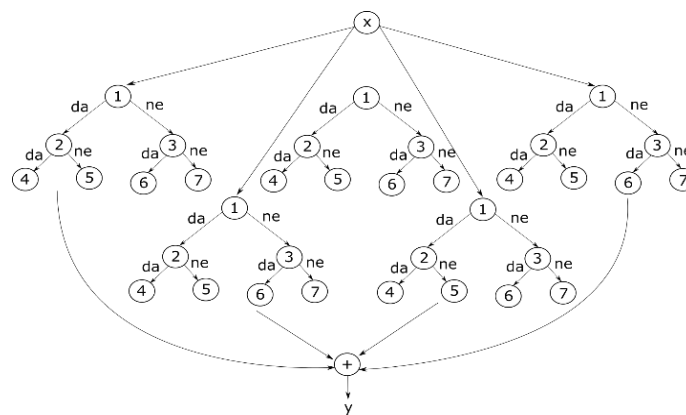 x
1 1 1
da ne da ne da ne
2 3 2 3 2 3
da ne da ne da ne da ne da ne da ne
4 5 6 7 4 5 6 7 4 5 6 7
1 1
da ne da ne
2 3 2 3
da ne da ne da ne da ne
4 5 6 7 4 5 6 7
+
y